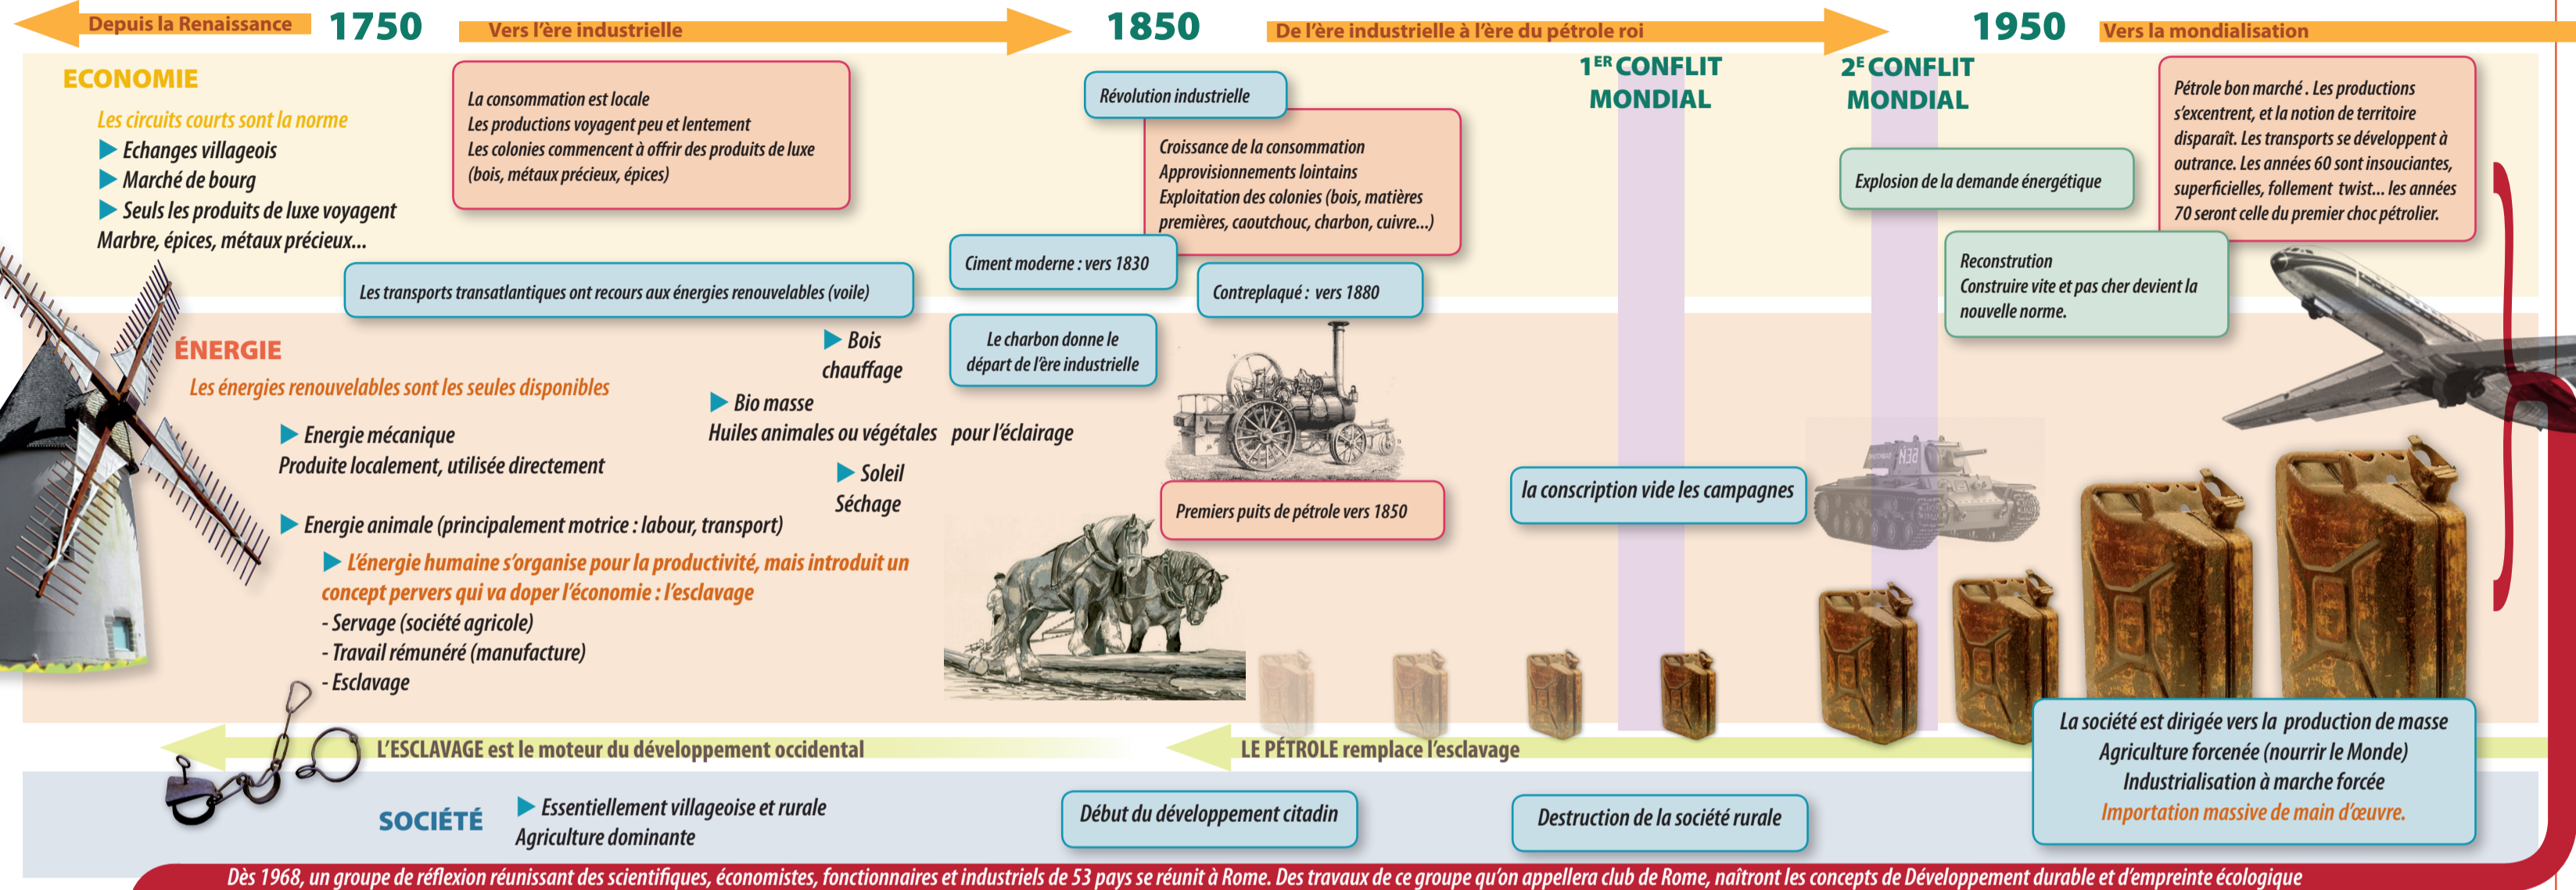 Depuis la Renaissance
1750
Vers l'ère industrielle
1850
De l'ère industrielle à l'ère du pétrole roi
1950
Vers la mondialisation
ECONOMIE
Les circuits courts sont la norme
▶ Echanges villageois
▶ Marché de bourg
▶ Seuls les produits de luxe voyagent
Marbre, épices, métaux précieux...
La consommation est locale
Les productions voyagent peu et lentement
Les colonies commencent à offrir des produits de luxe
(bois, métaux précieux, épices)
Les transports transatlantiques ont recours aux énergies renouvelables (voile)
Révolution industrielle
Croissance de la consommation
Approvisionnements lointains
Exploitation des colonies (bois, matières
premières, caoutchouc, charbon, cuivre...)
Ciment moderne : vers 1830
Contreplaqué : vers 1880
1ER CONFLIT
MONDIAL
2E CONFLIT
MONDIAL
Explosion de la demande énergétique
Pétrole bon marché . Les productions
s'excentrent, et la notion de territoire
disparaît. Les transports se développent à
outrance. Les années 60 sont insouciantes,
superficielles, follement twist... les années
70 seront celle du premier choc pétrolier.
Reconstrution
Construire vite et pas cher devient la
nouvelle norme.
ÉNERGIE
Les énergies renouvelables sont les seules disponibles
▶ Energie mécanique
Produite localement, utilisée directement
▶ Energie animale (principalement motrice : labour, transport)
▶ L'énergie humaine s'organise pour la productivité, mais introduit un
concept pervers qui va doper l'économie : l'esclavage
- Servage (société agricole)
- Travail rémunéré (manufacture)
- Esclavage
▶ Bois
chauffage
▶ Bio masse
Huiles animales ou végétales pour l'éclairage
▶ Soleil
Séchage
Le charbon donne le
départ de l'ère industrielle
Premiers puits de pétrole vers 1850
la conscription vide les campagnes
L'ESCLAVAGE est le moteur du développement occidental
LE PÉTROLE remplace l'esclavage
SOCIÉTÉ
▶ Essentiellement villageoise et rurale
Agriculture dominante
Début du développement citadin
Destruction de la société rurale
La société est dirigée vers la production de masse
Agriculture forcenée (nourrir le Monde)
Industrialisation à marche forcée
Importation massive de main d'œuvre.
Dès 1968, un groupe de réflexion réunissant des scientifiques, économistes, fonctionnaires et industriels de 53 pays se réunit à Rome. Des travaux de ce groupe qu'on appellera club de Rome, naîtront les concepts de Développement durable et d'empreinte écologique